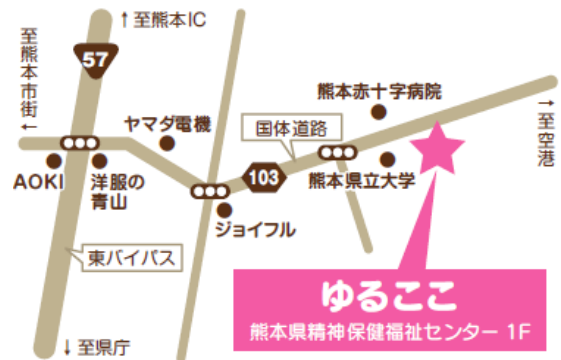 ↑至熊本IC
至熊本市街←
57
ヤマダ電機
熊本赤十字病院
国体道路
→至空港
AOKI
洋服の
青山
103
熊本県立大学
ジョイフル
東バイパス
ゆるここ
熊本県精神保健福祉センター 1F
↓至県庁